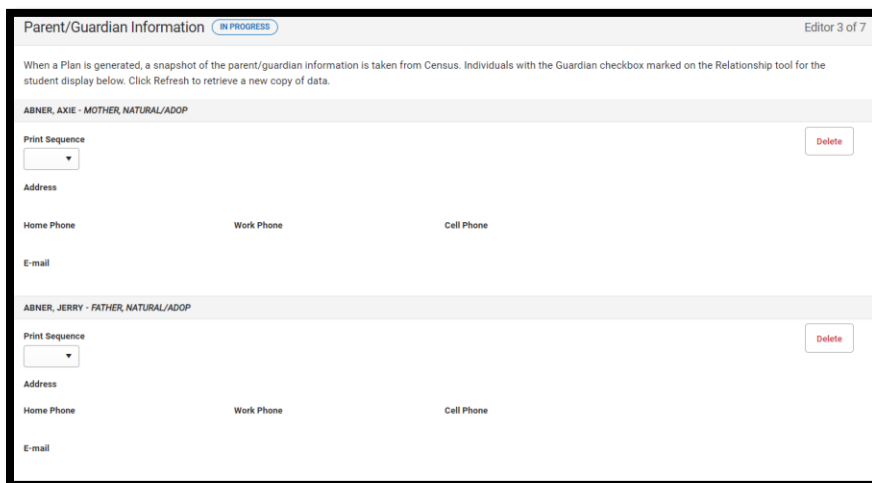 Parent/Guardian Information IN PROGRESS Editor 3 of 7
When a Plan is generated, a snapshot of the parent/guardian information is taken from Census. Individuals with the Guardian checkbox marked on the Relationship tool for the
student display below. Click Refresh to retrieve a new copy of data.
ABNER, AXIE - MOTHER, NATURAL/ADOP
Print Sequence
Delete
Address
Home Phone Work Phone Cell Phone
E-mail
ABNER, JERRY - FATHER, NATURAL/ADOP
Print Sequence
Delete
Address
Home Phone Work Phone Cell Phone
E-mail